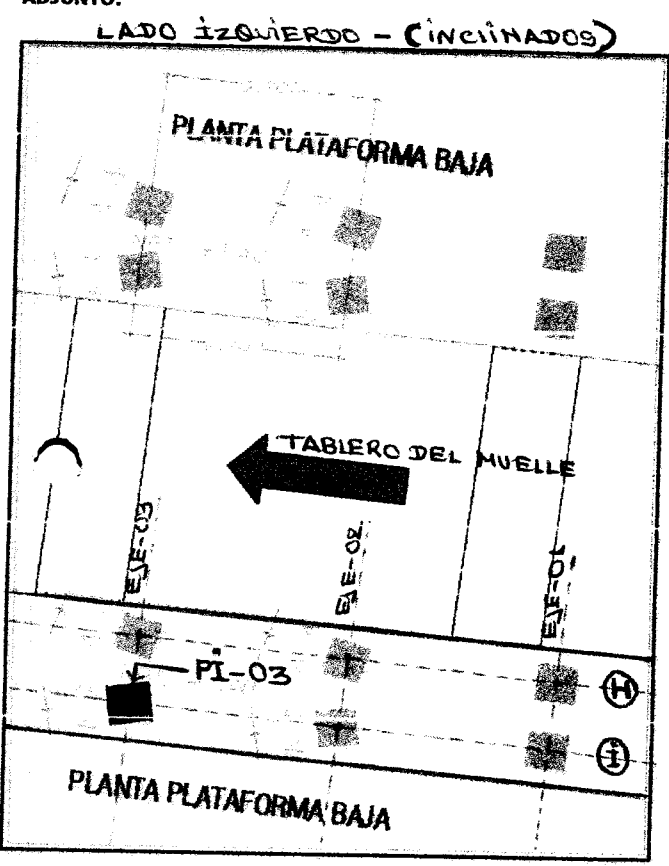 ADJUNTO:
LADO IZQUIERDO - (INCLINADOS)
PLANTA PLATAFORMA BAJA
TABLERO DEL MUELLE
EJE-03
EJE-02
EJE-01
PI-03
H
I
PLANTA PLATAFORMA BAJA